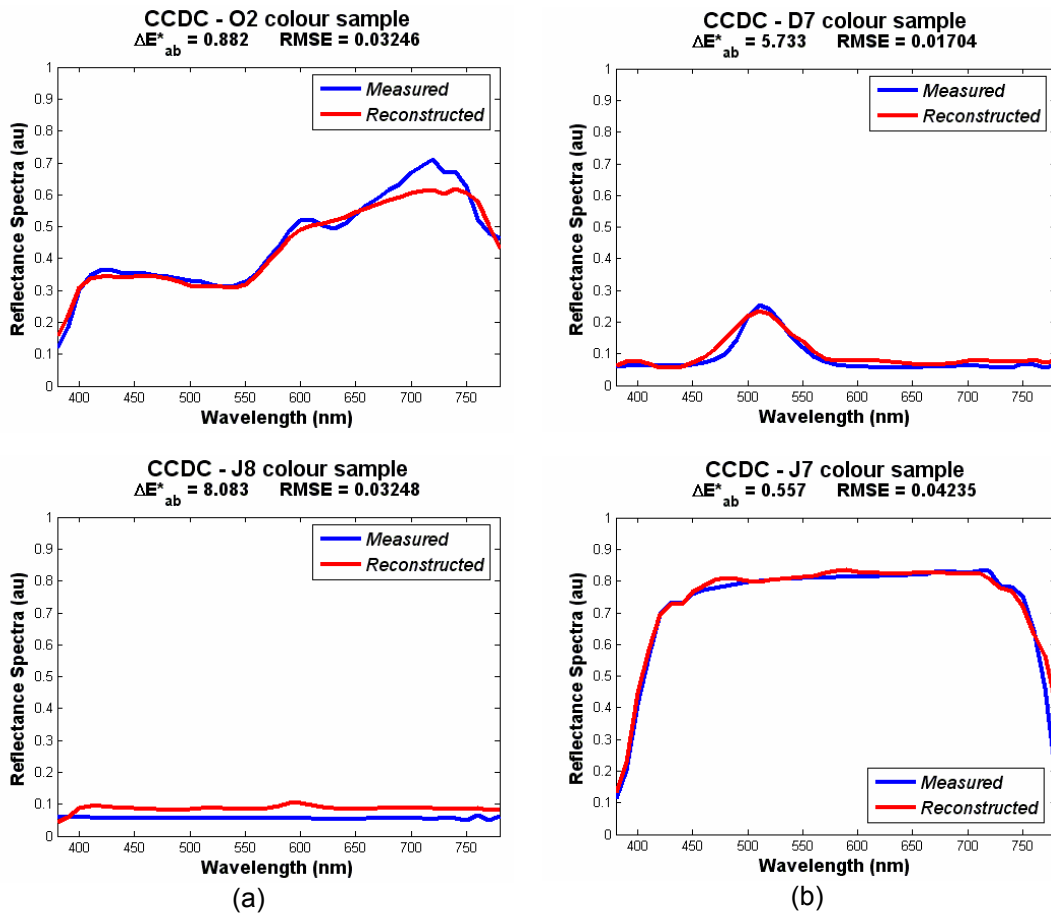 CCDC - O2 colour sample
ΔE*ab = 0.882 RMSE = 0.03246
1
0.9
0.8
0.7
0.6
0.5
0.4
0.3
0.2
0.1
0
Reflectance Spectra (au)
Measured
Reconstructed
400 450 500 550 600 650 700 750
Wavelength (nm)
CCDC - D7 colour sample
ΔE*ab = 5.733 RMSE = 0.01704
1
0.9
0.8
0.7
0.6
0.5
0.4
0.3
0.2
0.1
0
Reflectance Spectra (au)
Measured
Reconstructed
400 450 500 550 600 650 700 750
Wavelength (nm)
CCDC - J8 colour sample
ΔE*ab = 8.083 RMSE = 0.03248
1
0.9
0.8
0.7
0.6
0.5
0.4
0.3
0.2
0.1
0
Reflectance Spectra (au)
Measured
Reconstructed
400 450 500 550 600 650 700 750
Wavelength (nm)
(a)
CCDC - J7 colour sample
ΔE*ab = 0.557 RMSE = 0.04235
1
0.9
0.8
0.7
0.6
0.5
0.4
0.3
0.2
0.1
0
Reflectance Spectra (au)
Measured
Reconstructed
400 450 500 550 600 650 700 750
Wavelength (nm)
(b)